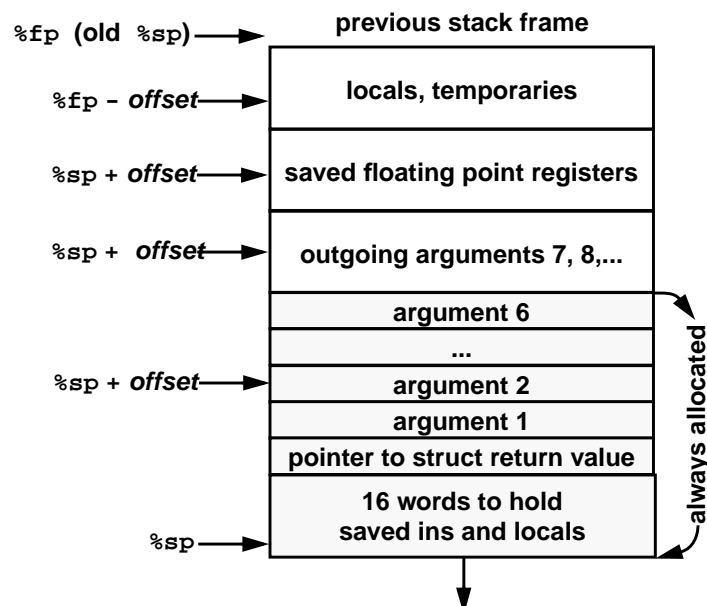 previous stack frame
%fp (old %sp)
locals, temporaries
%fp - offset
saved floating point registers
%sp + offset
outgoing arguments 7, 8,...
%sp + offset
argument 6
...
argument 2
%sp + offset
argument 1
pointer to struct return value
16 words to hold
saved ins and locals
%sp
always allocated